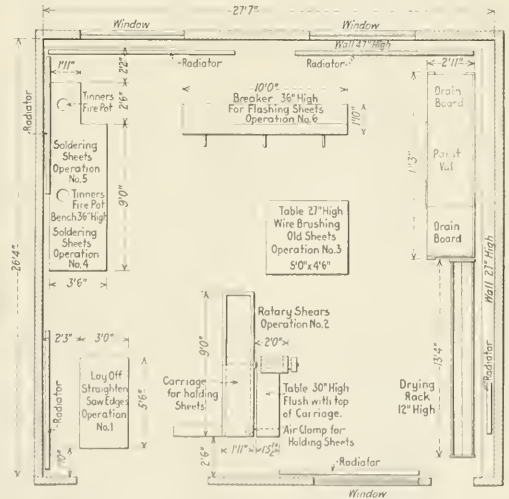 27'7"
Window
Window
Wall 27" High
Radiator
Radiator
1'11"
2'2"
2'6"
2'11"
10'0"
Breaker 36" High
For Flashing Sheets
Operation No.6
1'10"
Radiator
Tinners
Fire Pot
Soldering
Sheets
Operation
No.5
Tinners
Fire Pot
Bench 36" High
Soldering
Sheets
Operation
No.4
9'0"
3'6"
Drain
Board
Paint
Vat
Drain
Board
11'3"
Table 27" High
Wire Brushing
Old Sheets
Operation No.3
5'0"x4'6"
26'4"
Wall 27" High
Rotary Shears
Operation No.2
2'0"
9'0"
2'3"
3'0"
Lay Off
Straighten
Saw Edges
Operation
No.1
5'6"
Radiator
1'0"
Carriage
for holding
Sheets
Table 30" High
Flush with top
of Carriage.
Air Clamp for
Holding Sheets
2'6"
1'11"
13'4"
Drying
Rack
12" High
Radiator
Radiator
Window